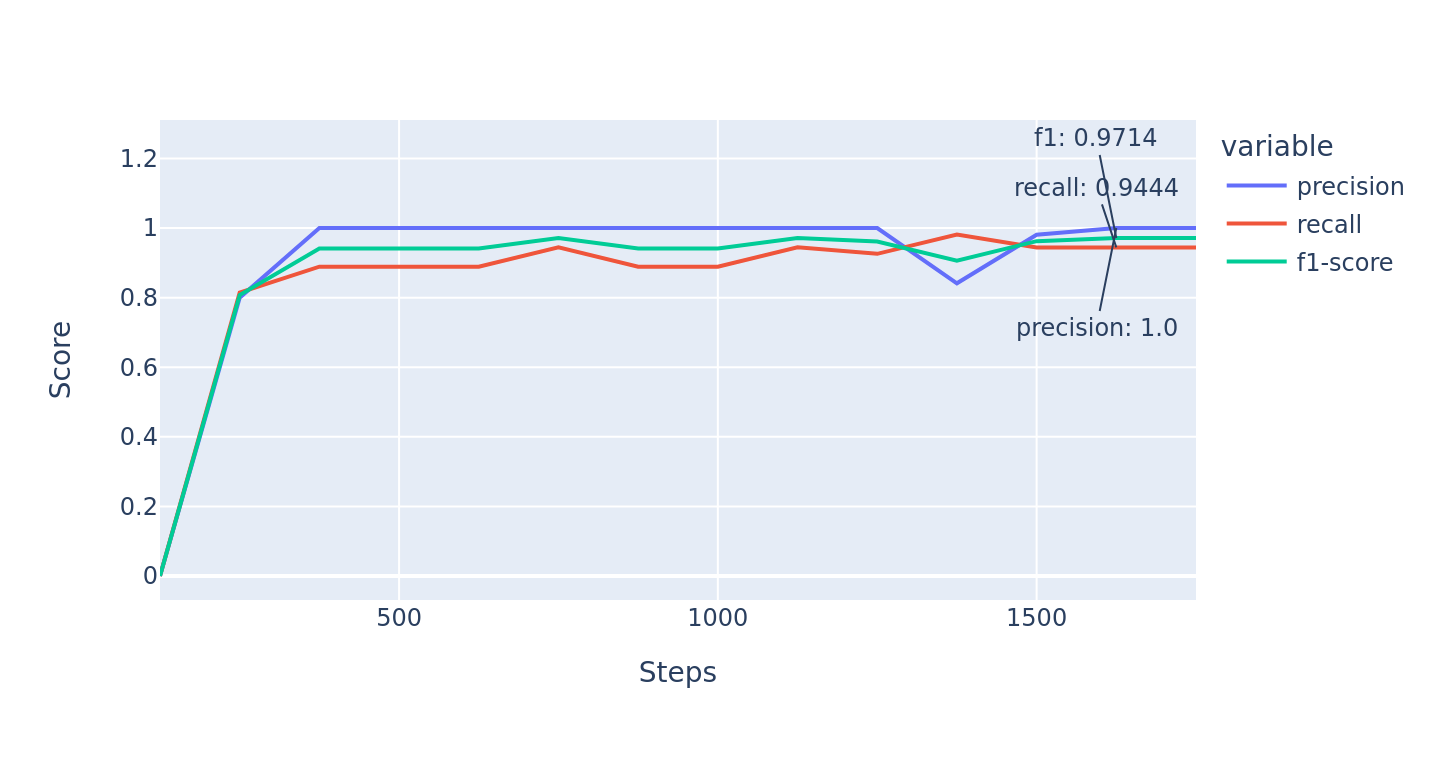 f1: 0.9714
recall: 0.9444
precision: 1.0
1.2
1
0.8
0.6
0.4
0.2
0
Score
500
1000
1500
Steps
variable
precision
recall
f1-score